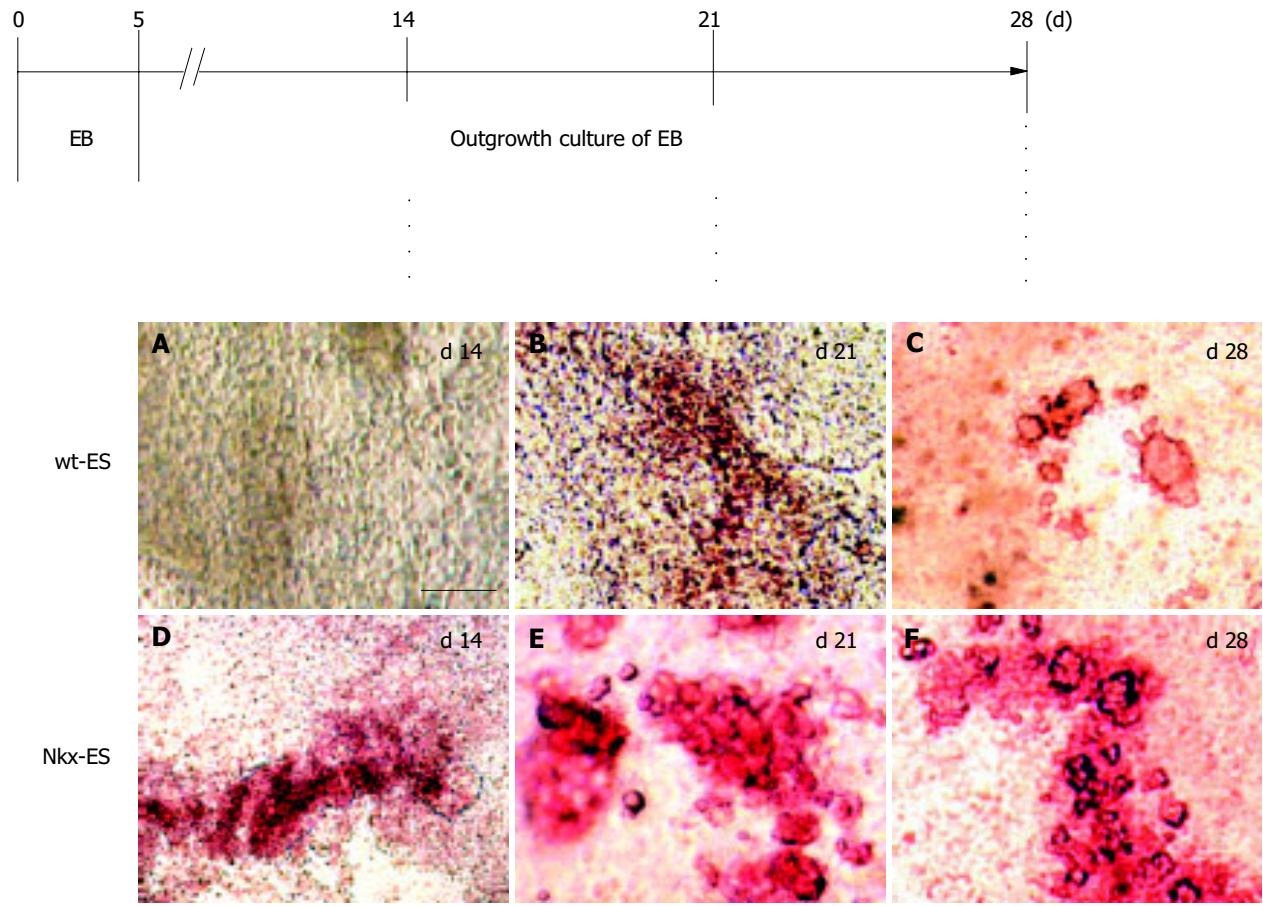 0 5 14 21 28 (d)
EB Outgrowth culture of EB
A d 14 B d 21 C d 28
wt-ES
D d 14 E d 21 F d 28
Nkx-ES